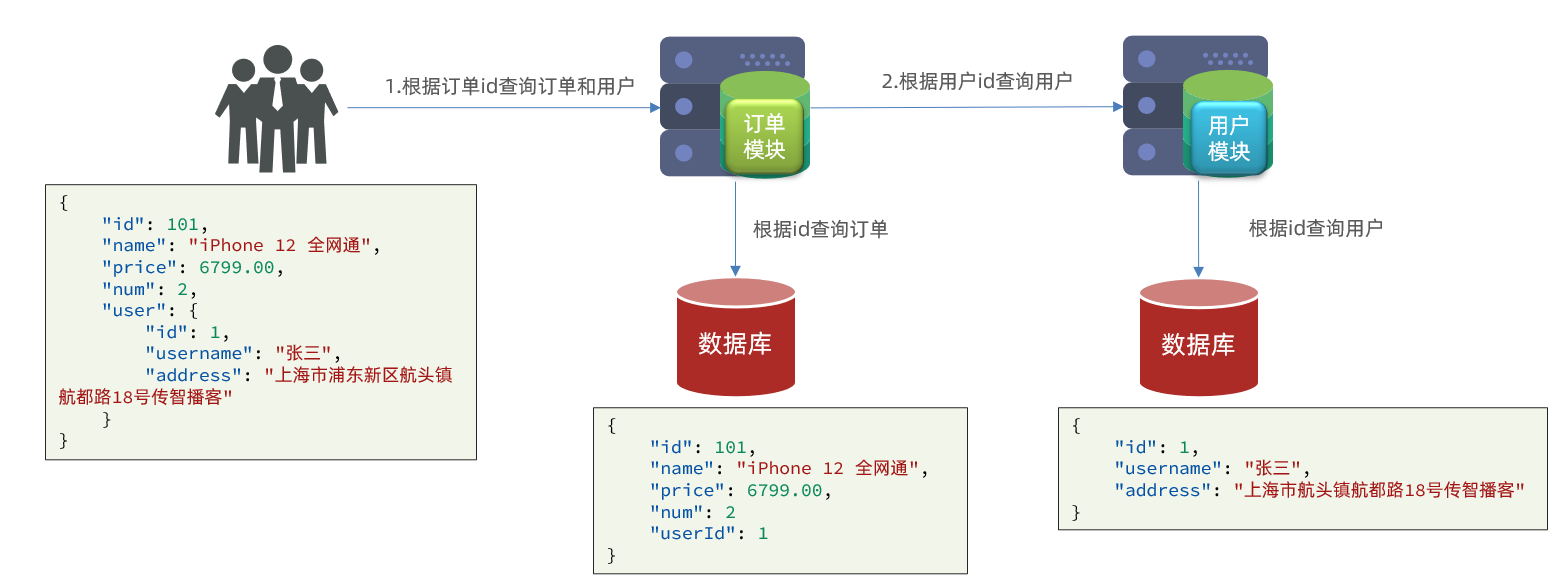 1.根据订单id查询订单和用户
2.根据用户id查询用户
订单
模块
用户
模块
根据id查询订单
根据id查询用户
数据库
数据库
{
    "id": 101,
    "name": "iPhone 12 全网通",
    "price": 6799.00,
    "num": 2,
    "user": {
        "id": 1,
        "username": "张三",
        "address": "上海市浦东新区航头镇
航都路18号传智播客"
    }
}
{
    "id": 101,
    "name": "iPhone 12 全网通",
    "price": 6799.00,
    "num": 2
    "userId": 1
}
{
    "id": 1,
    "username": "张三",
    "address": "上海市航头镇航都路18号传智播客"
}